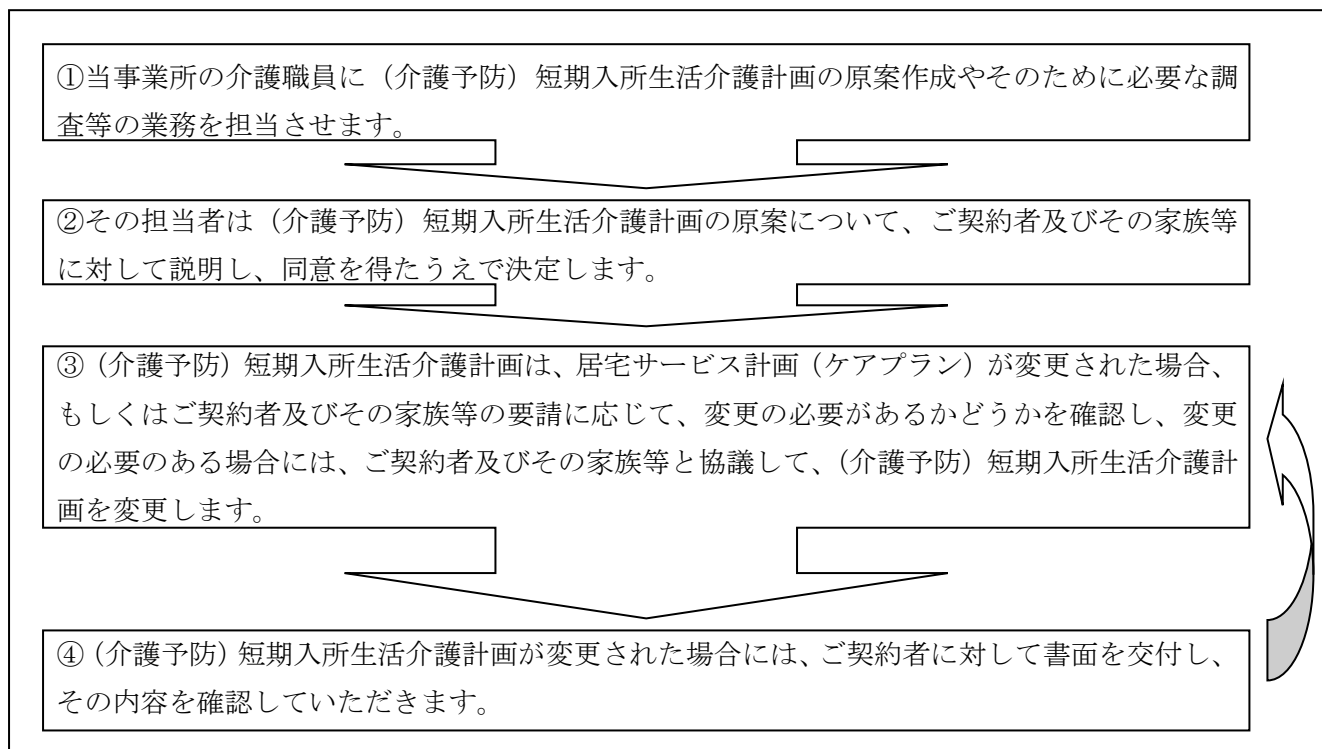 ①当事業所の介護職員に（介護予防）短期入所生活介護計画の原案作成やそのために必要な調
査等の業務を担当させます。
②その担当者は（介護予防）短期入所生活介護計画の原案について、ご契約者及びその家族等
に対して説明し、同意を得たうえで決定します。
③（介護予防）短期入所生活介護計画は、居宅サービス計画（ケアプラン）が変更された場合、
もしくはご契約者及びその家族等の要請に応じて、変更の必要があるかどうかを確認し、変更
の必要のある場合には、ご契約者及びその家族等と協議して、（介護予防）短期入所生活介護計
画を変更します。
④（介護予防）短期入所生活介護計画が変更された場合には、ご契約者に対して書面を交付し、
その内容を確認していただきます。